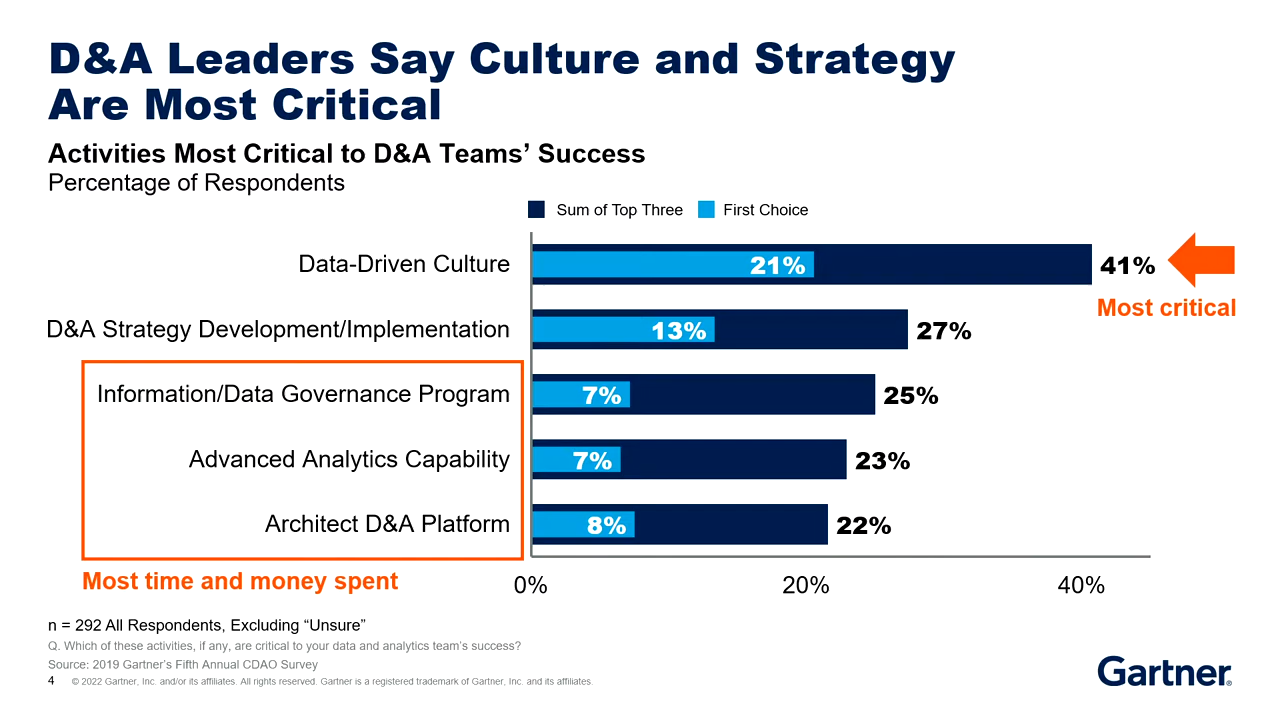 D&A Leaders Say Culture and Strategy
Are Most Critical
Activities Most Critical to D&A Teams’ Success
Percentage of Respondents
Sum of Top Three First Choice
Data-Driven Culture 21% 41%
Most critical
D&A Strategy Development/Implementation 13% 27%
Information/Data Governance Program 7% 25%
Advanced Analytics Capability 7% 23%
Architect D&A Platform 8% 22%
Most time and money spent
0% 20% 40%
n = 292 All Respondents, Excluding “Unsure”
Q. Which of these activities, if any, are critical to your data and analytics team’s success?
Source: 2019 Gartner’s Fifth Annual CDAO Survey
4 © 2022 Gartner, Inc. and/or its affiliates. All rights reserved. Gartner is a registered trademark of Gartner, Inc. and its affiliates.
Gartner®